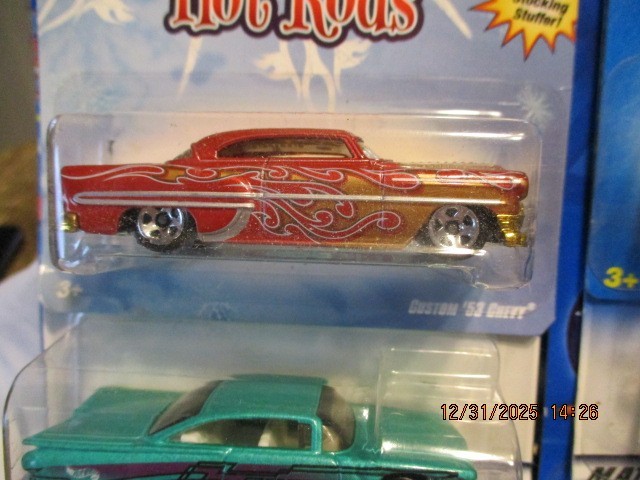 Hot Rods
Stocking
Stuffer!
3+
CUSTOM '53 CHEVY®
3+
12/31/2025 14:26